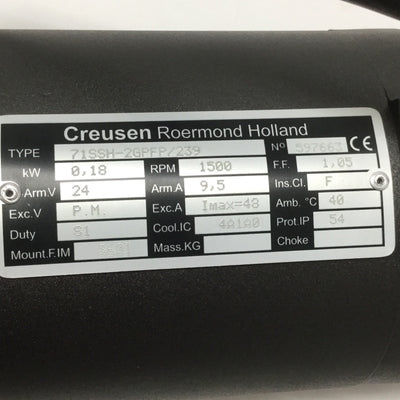 Creusen Roermond Holland
TYPE 71SSH-2GPFP/239 Nº 597663 CE
kW 0,18 RPM 1500 F.F. 1,05
Arm.V 24 Arm.A 9,5 Ins.Cl. F
Exc.V P.M. Exc.A Imax=48 Amb. °C 40
Duty S1 Cool.IC 4A1A0 Prot.IP 54
Mount.F.IM Mass.KG Choke